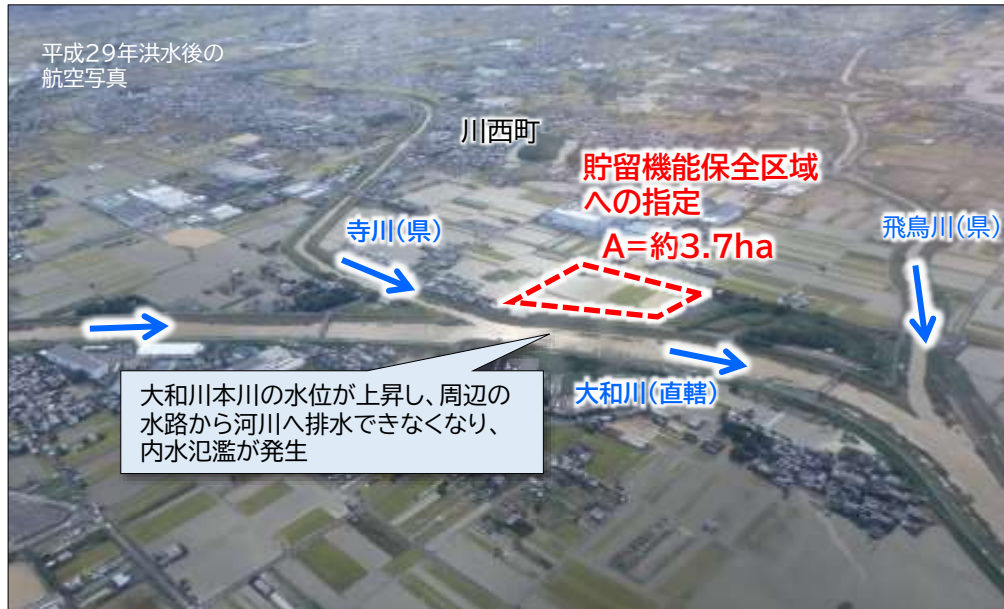 平成29年洪水後の
航空写真
川西町
貯留機能保全区域
への指定
A=約3.7ha
寺川(県)
飛鳥川(県)
大和川(直轄)
大和川本川の水位が上昇し、周辺の
水路から河川へ排水できなくなり、
内水氾濫が発生